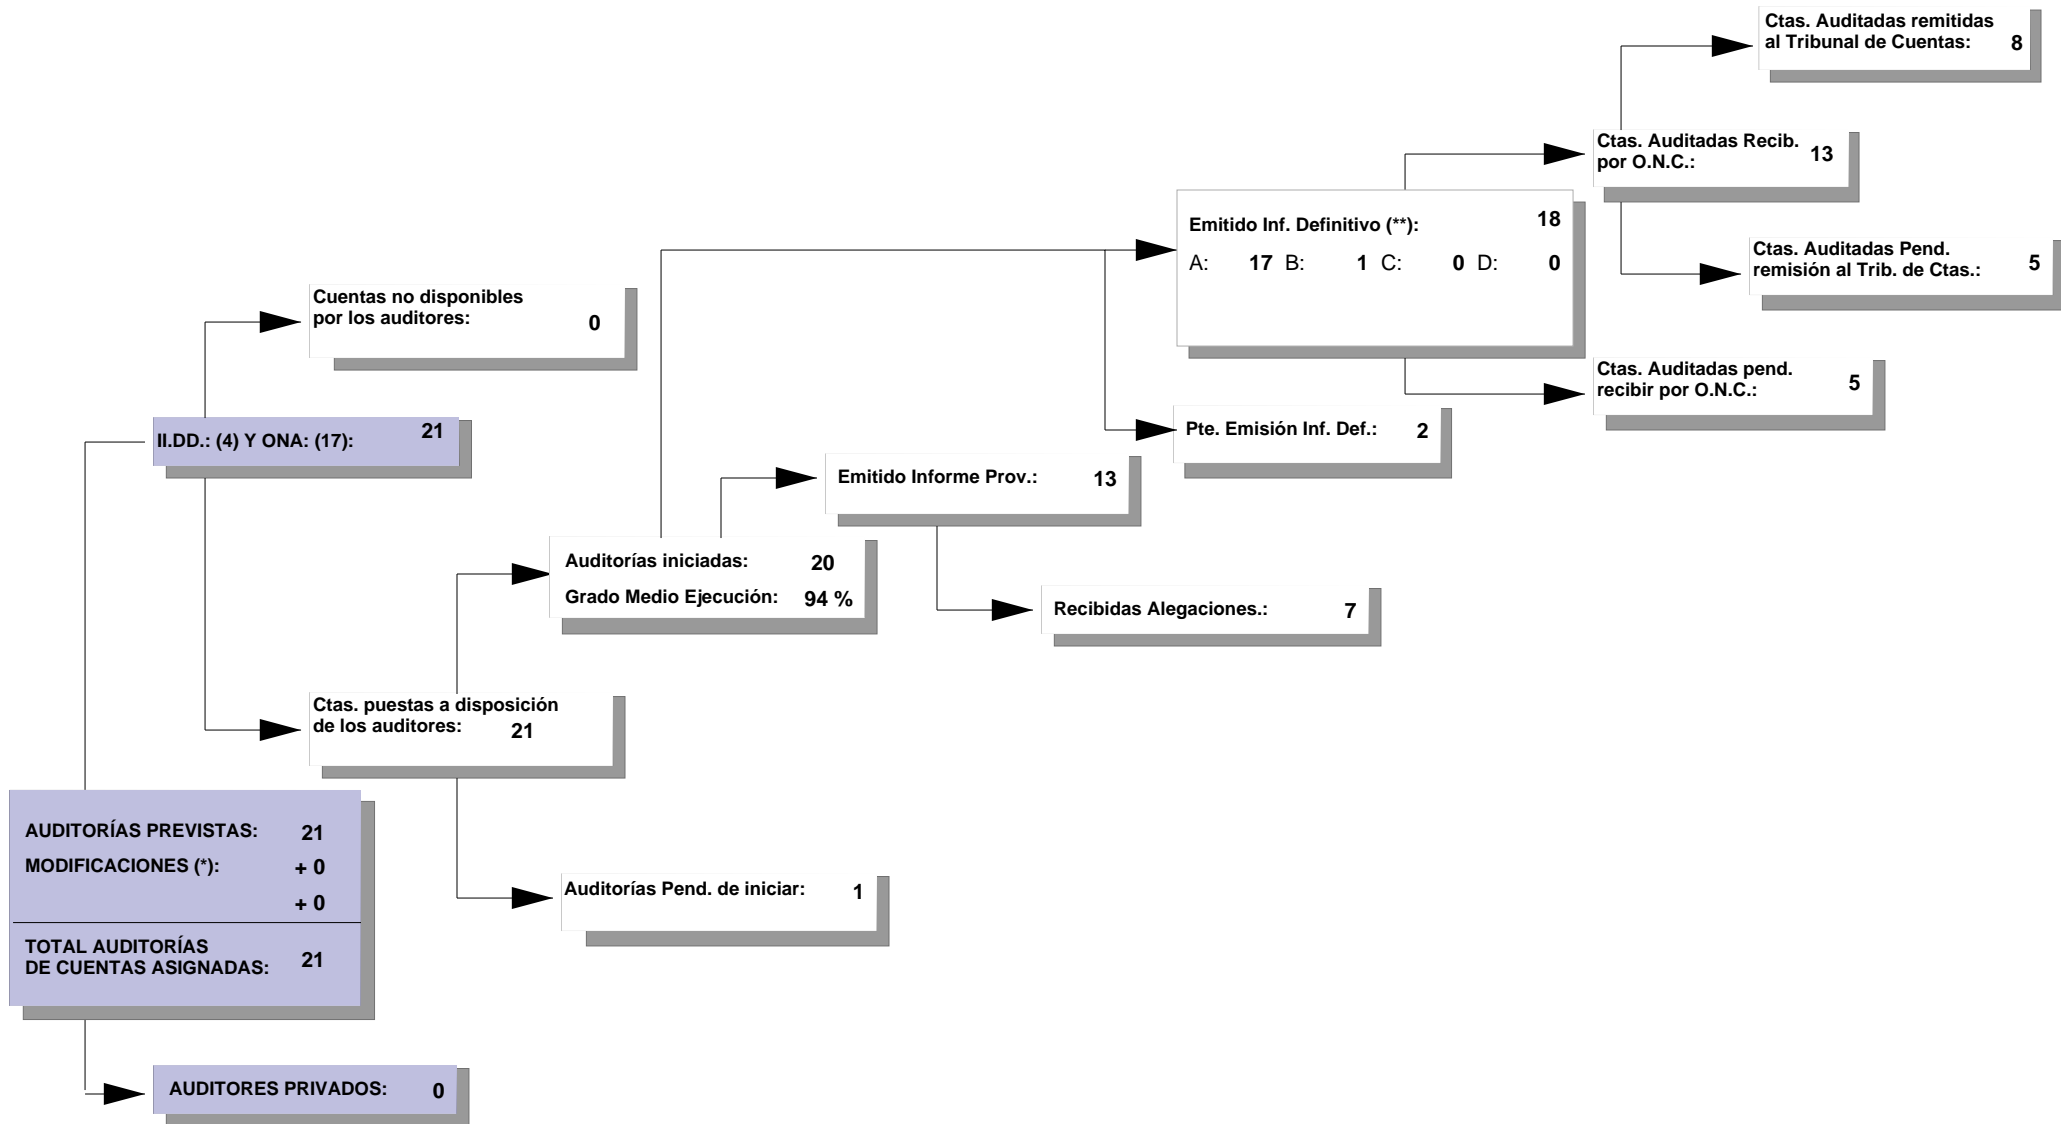 Ctas. Auditadas remitidas
al Tribunal de Cuentas: 8
Ctas. Auditadas Recib.
por O.N.C.: 13
Emitido Inf. Definitivo (**): 18
A: 17 B: 1 C: 0 D: 0
Ctas. Auditadas Pend.
remisión al Trib. de Ctas.: 5
Cuentas no disponibles
por los auditores: 0
Ctas. Auditadas pend.
recibir por O.N.C.: 5
II.DD.: (4) Y ONA: (17): 21
Pte. Emisión Inf. Def.: 2
Emitido Informe Prov.: 13
Auditorías iniciadas: 20
Grado Medio Ejecución: 94 %
Recibidas Alegaciones.: 7
Ctas. puestas a disposición
de los auditores: 21
AUDITORÍAS PREVISTAS: 21
MODIFICACIONES (*): + 0
+ 0
TOTAL AUDITORÍAS
DE CUENTAS ASIGNADAS: 21
Auditorías Pend. de iniciar: 1
AUDITORES PRIVADOS: 0